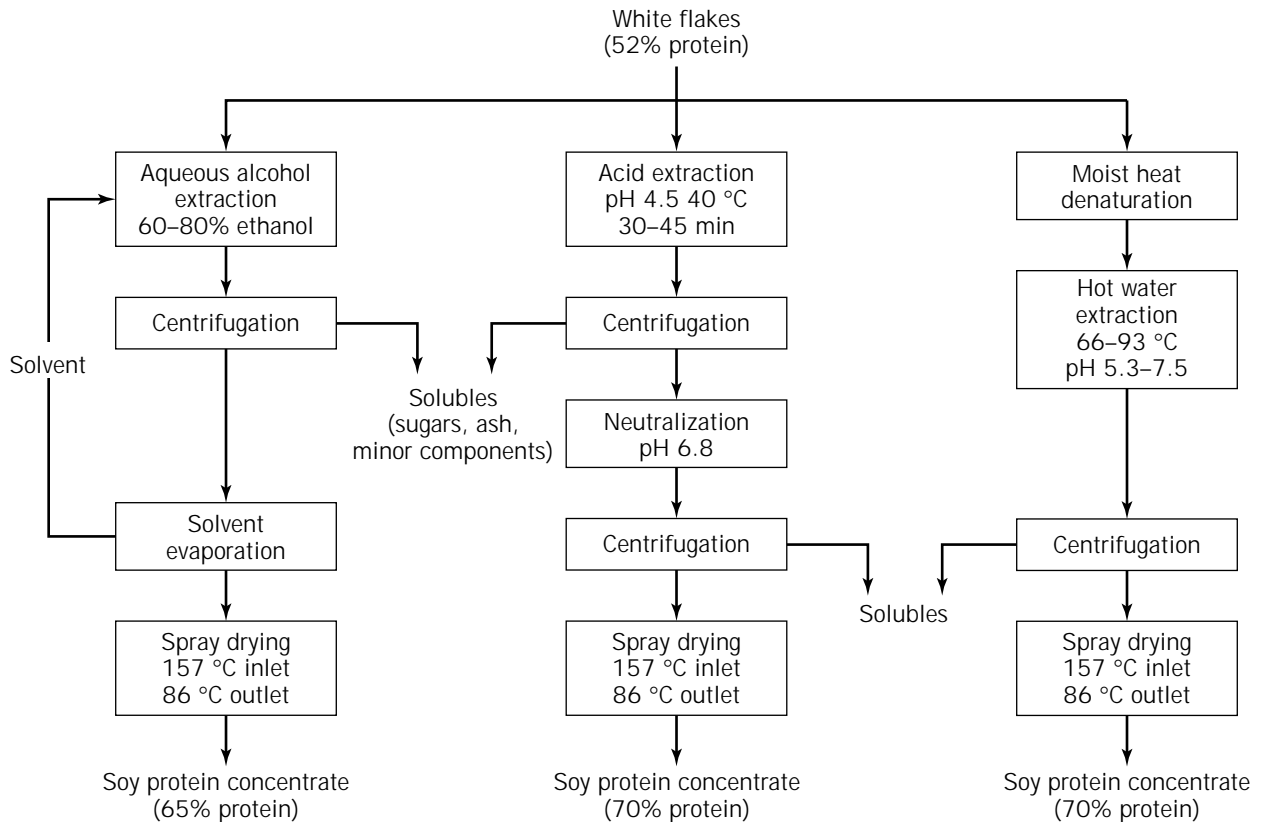 White flakes
(52% protein)
Aqueous alcohol
extraction
60–80% ethanol
Acid extraction
pH 4.5 40 °C
30–45 min
Moist heat
denaturation
Hot water
extraction
66–93 °C
pH 5.3–7.5
Centrifugation
Centrifugation
Solvent
Solubles
(sugars, ash,
minor components)
Neutralization
pH 6.8
Solvent
evaporation
Centrifugation
Centrifugation
Solubles
Spray drying
157 °C inlet
86 °C outlet
Spray drying
157 °C inlet
86 °C outlet
Spray drying
157 °C inlet
86 °C outlet
Soy protein concentrate
(65% protein)
Soy protein concentrate
(70% protein)
Soy protein concentrate
(70% protein)